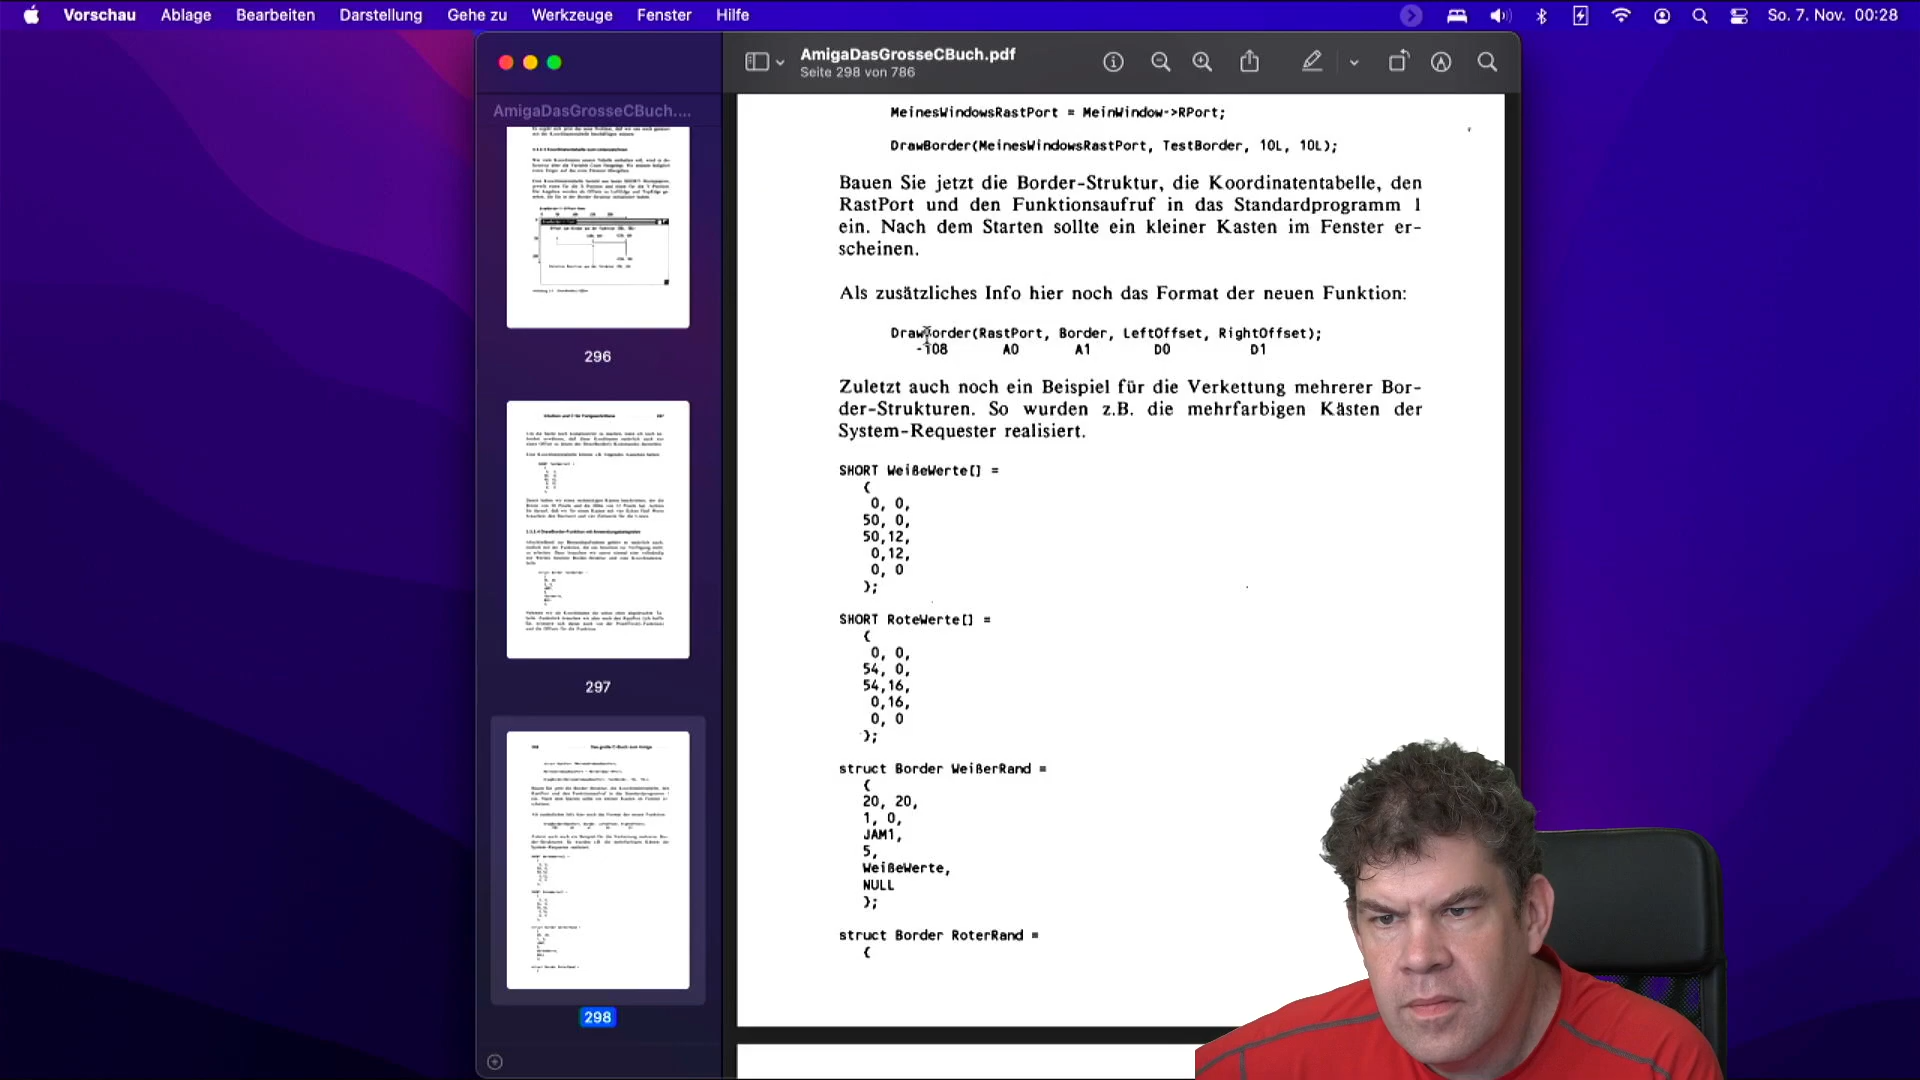 Vorschau Ablage Bearbeiten Darstellung Gehe zu Werkzeuge Fenster Hilfe So. 7. Nov. 00:28
AmigaDasGrosseCBuch....
AmigaDasGrosseCBuch.pdf
Seite 298 von 786
296
297
298
MeinesWindowsRastPort = MeinWindow->RPort;
DrawBorder(MeinesWindowsRastPort, TestBorder, 10L, 10L);
Bauen Sie jetzt die Border-Struktur, die Koordinatentabelle, den
RastPort und den Funktionsaufruf in das Standardprogramm 1
ein. Nach dem Starten sollte ein kleiner Kasten im Fenster er-
scheinen.
Als zusätzliches Info hier noch das Format der neuen Funktion:
DrawBorder(RastPort, Border, LeftOffset, RightOffset);
-108 A0 A1 D0 D1
Zuletzt auch noch ein Beispiel für die Verkettung mehrerer Bor-
der-Strukturen. So wurden z.B. die mehrfarbigen Kästen der
System-Requester realisiert.
SHORT WeißeWerte[] =
{
0, 0,
50, 0,
50,12,
0,12,
0, 0
};
SHORT RoteWerte[] =
{
0, 0,
54, 0,
54,16,
0,16,
0, 0
};
struct Border WeißerRand =
{
20, 20,
1, 0,
JAM1,
5,
WeißeWerte,
NULL
};
struct Border RoterRand =
{